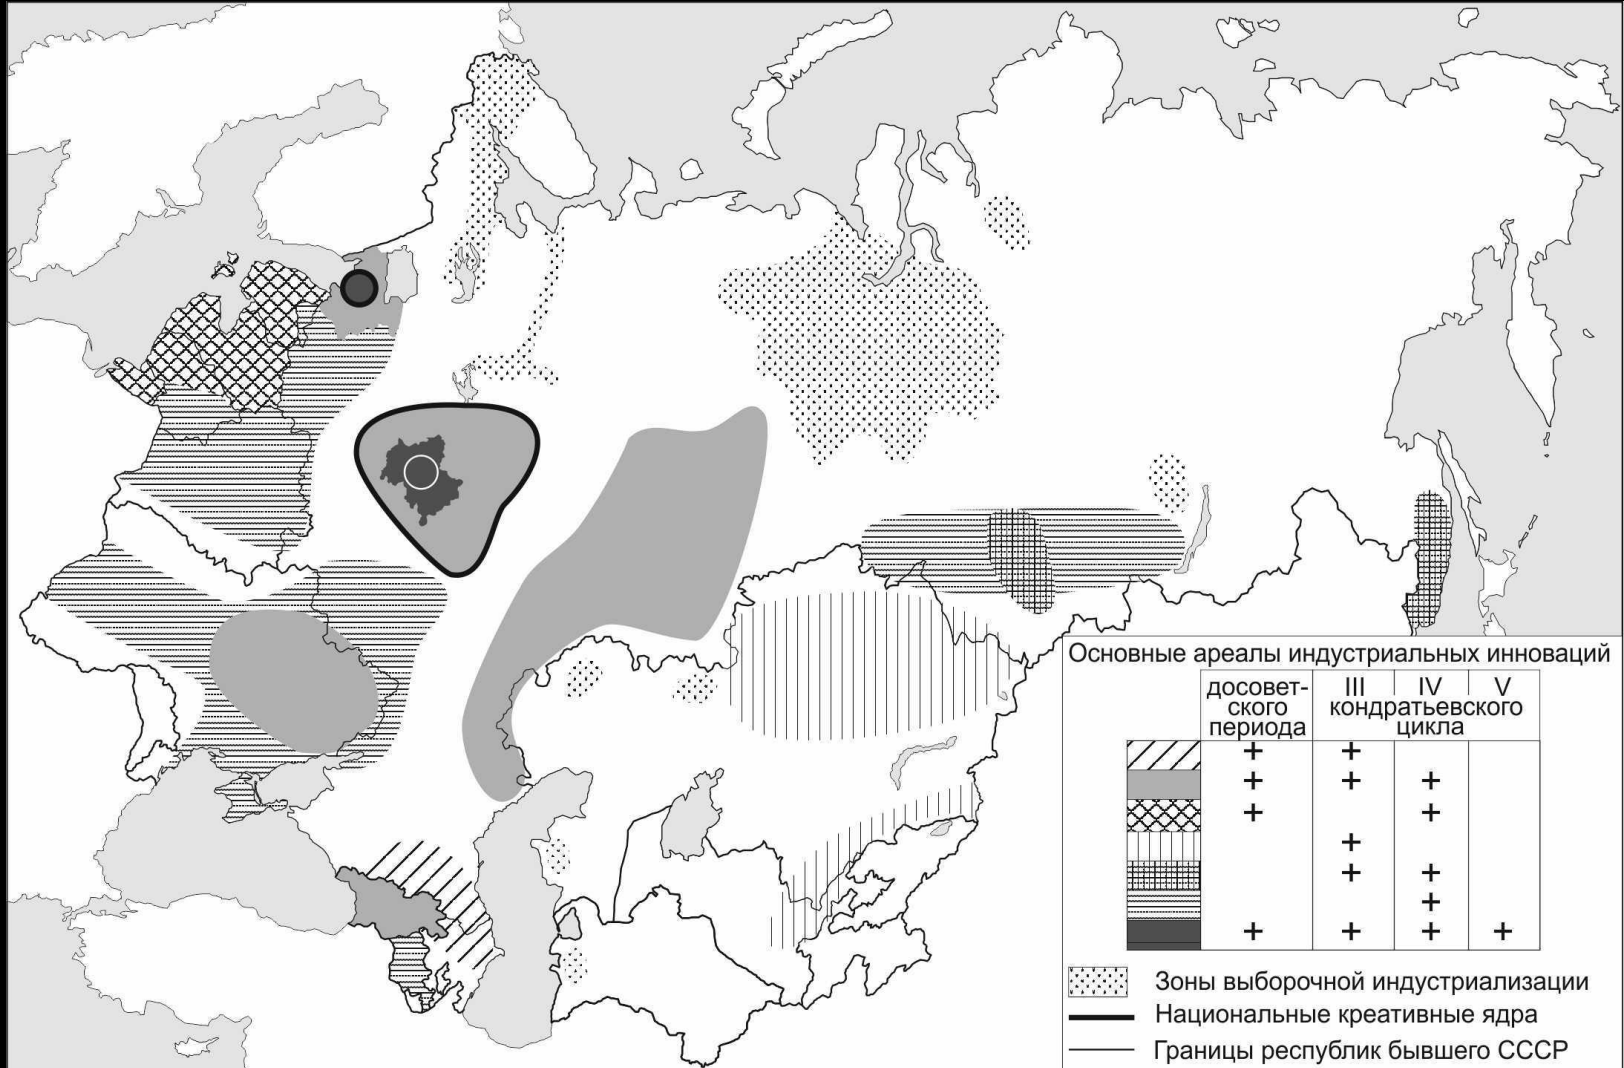 Основные ареалы индустриальных инноваций
досовет-
ского
периода
III IV V
кондратьевского
цикла
+ +
+ + +
+ +
+
+ +
+
+ + + +
Зоны выборочной индустриализации
Национальные креативные ядра
Границы республик бывшего СССР